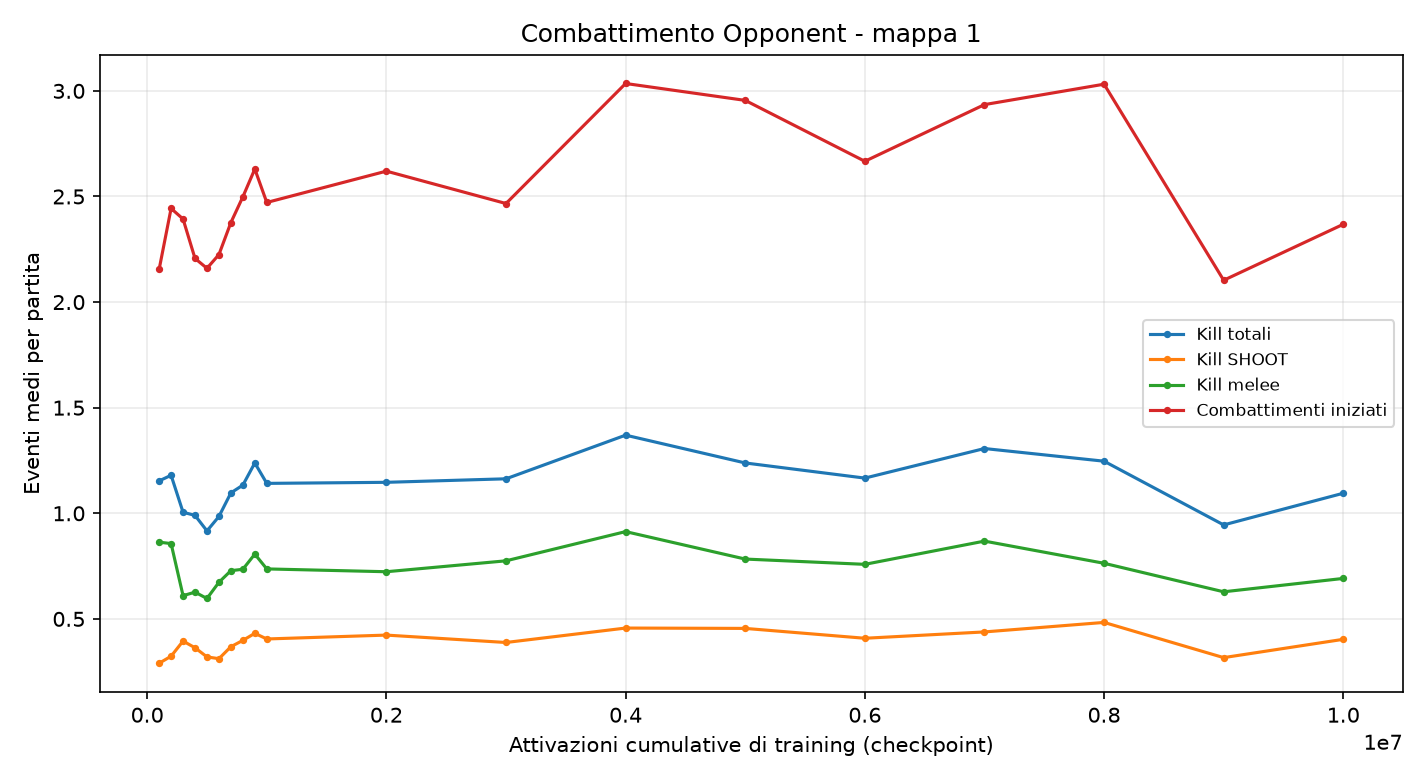 Combattimento Opponent - mappa 1
Eventi medi per partita
3.0
2.5
2.0
1.5
1.0
0.5
Kill totali
Kill SHOOT
Kill melee
Combattimenti iniziati
0.0 0.2 0.4 0.6 0.8 1.0
1e7
Attivazioni cumulative di training (checkpoint)